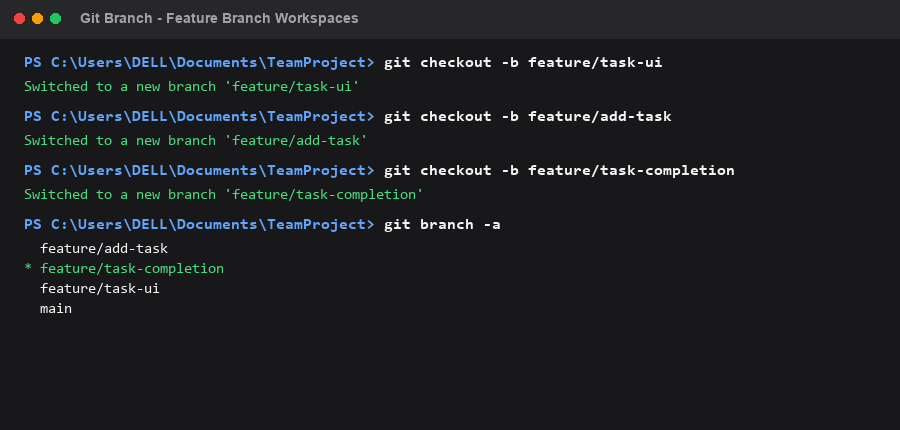 Git Branch - Feature Branch Workspaces
PS C:\Users\DELL\Documents\TeamProject> git checkout -b feature/task-ui
Switched to a new branch 'feature/task-ui'
PS C:\Users\DELL\Documents\TeamProject> git checkout -b feature/add-task
Switched to a new branch 'feature/add-task'
PS C:\Users\DELL\Documents\TeamProject> git checkout -b feature/task-completion
Switched to a new branch 'feature/task-completion'
PS C:\Users\DELL\Documents\TeamProject> git branch -a
  feature/add-task
* feature/task-completion
  feature/task-ui
  main